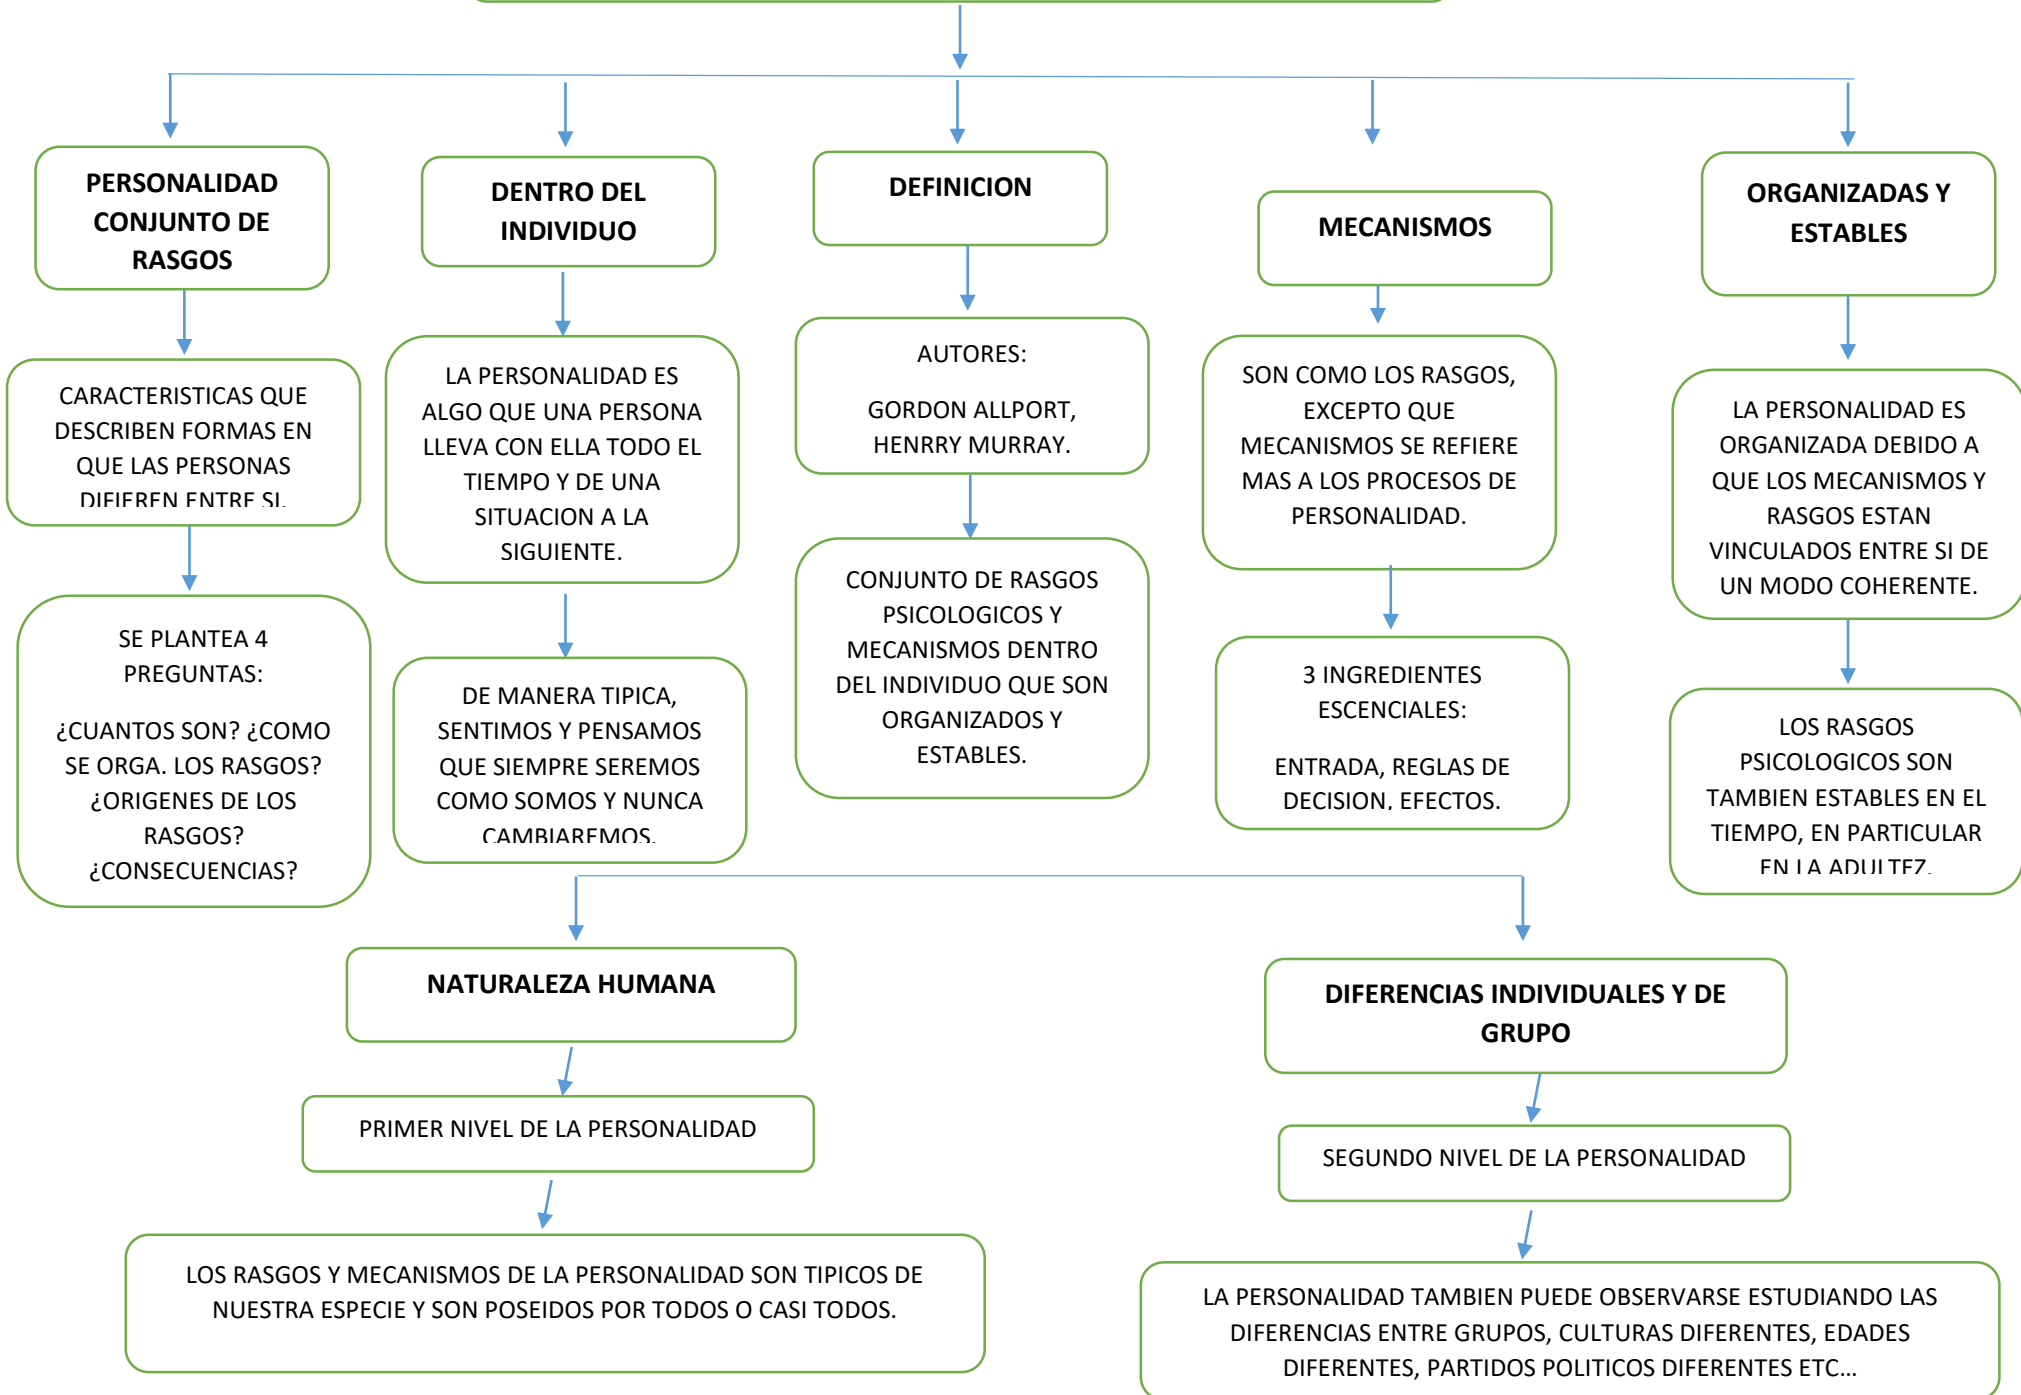 PERSONALIDAD
CONJUNTO DE
RASGOS
CARACTERISTICAS QUE
DESCRIBEN FORMAS EN
QUE LAS PERSONAS
DIFIEREN ENTRE SI.
SE PLANTEA 4
PREGUNTAS:
¿CUANTOS SON? ¿COMO
SE ORGA. LOS RASGOS?
¿ORIGENES DE LOS
RASGOS?
¿CONSECUENCIAS?
DENTRO DEL
INDIVIDUO
LA PERSONALIDAD ES
ALGO QUE UNA PERSONA
LLEVA CON ELLA TODO EL
TIEMPO Y DE UNA
SITUACION A LA
SIGUIENTE.
DE MANERA TIPICA,
SENTIMOS Y PENSAMOS
QUE SIEMPRE SEREMOS
COMO SOMOS Y NUNCA
CAMBIAREMOS.
DEFINICION
AUTORES:
GORDON ALLPORT,
HENRRY MURRAY.
CONJUNTO DE RASGOS
PSICOLOGICOS Y
MECANISMOS DENTRO
DEL INDIVIDUO QUE SON
ORGANIZADOS Y
ESTABLES.
MECANISMOS
SON COMO LOS RASGOS,
EXCEPTO QUE
MECANISMOS SE REFIERE
MAS A LOS PROCESOS DE
PERSONALIDAD.
3 INGREDIENTES
ESCENCIALES:
ENTRADA, REGLAS DE
DECISION, EFECTOS.
ORGANIZADAS Y
ESTABLES
LA PERSONALIDAD ES
ORGANIZADA DEBIDO A
QUE LOS MECANISMOS Y
RASGOS ESTAN
VINCULADOS ENTRE SI DE
UN MODO COHERENTE.
LOS RASGOS
PSICOLOGICOS SON
TAMBIEN ESTABLES EN EL
TIEMPO, EN PARTICULAR
EN LA ADULTEZ.
NATURALEZA HUMANA
PRIMER NIVEL DE LA PERSONALIDAD
LOS RASGOS Y MECANISMOS DE LA PERSONALIDAD SON TIPICOS DE
NUESTRA ESPECIE Y SON POSEIDOS POR TODOS O CASI TODOS.
DIFERENCIAS INDIVIDUALES Y DE
GRUPO
SEGUNDO NIVEL DE LA PERSONALIDAD
LA PERSONALIDAD TAMBIEN PUEDE OBSERVARSE ESTUDIANDO LAS
DIFERENCIAS ENTRE GRUPOS, CULTURAS DIFERENTES, EDADES
DIFERENTES, PARTIDOS POLITICOS DIFERENTES ETC...